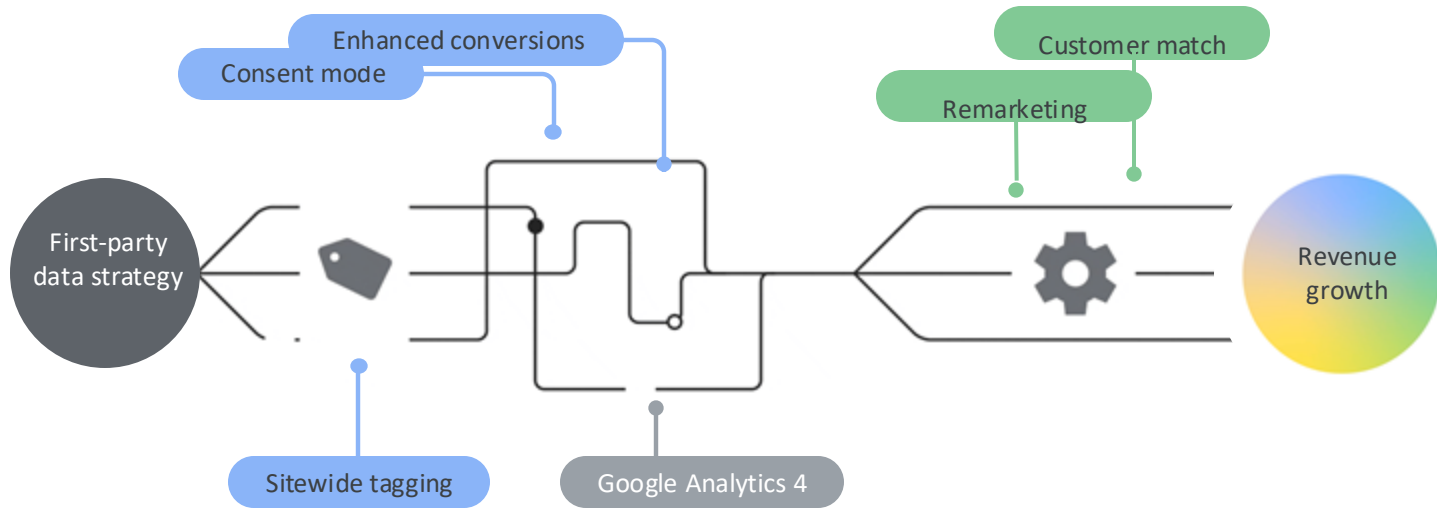 Enhanced conversions
Consent mode
Customer match
Remarketing
First-party
data strategy
Revenue
growth
Sitewide tagging
Google Analytics 4